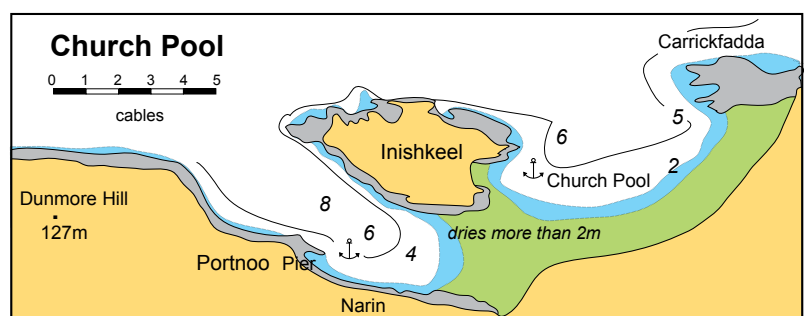 Church Pool
0 1 2 3 4 5
cables
Carrickfadda
5
6
Inishkeel
2
Church Pool
Dunmore Hill
127m
8
6
dries more than 2m
4
Portnoo Pier
Narin